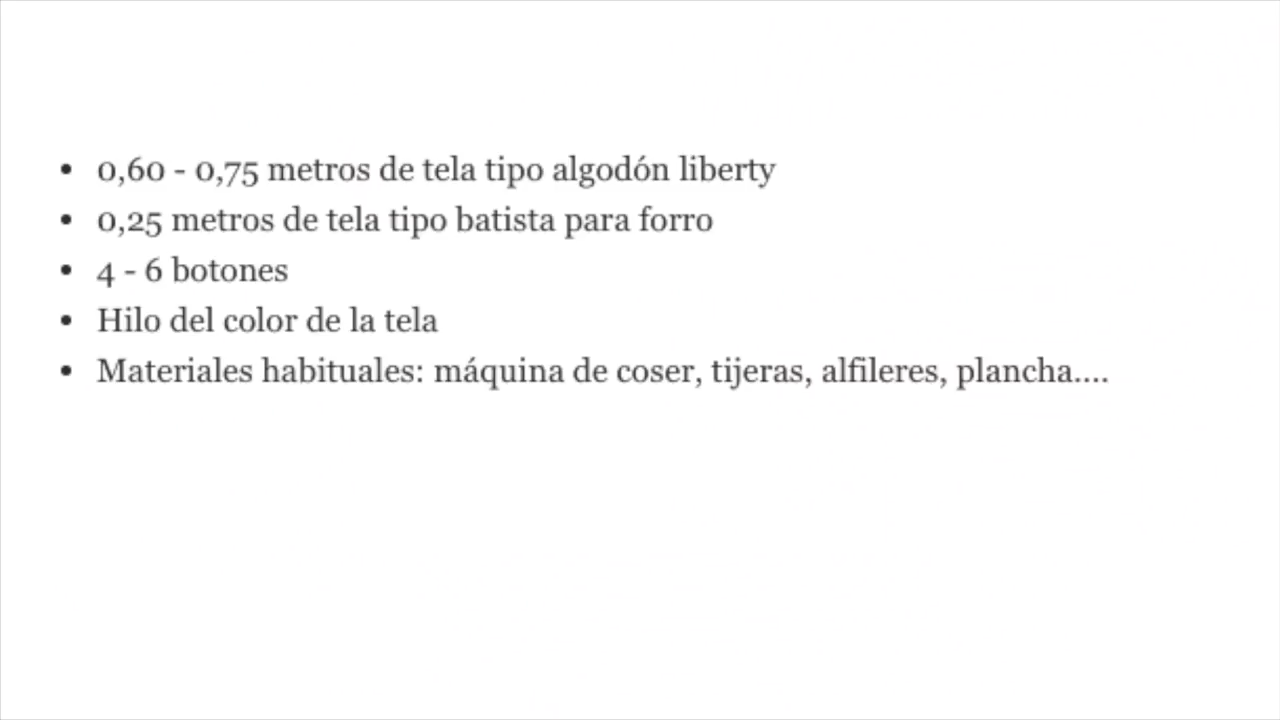 • 0,60 - 0,75 metros de tela tipo algodón liberty
• 0,25 metros de tela tipo batista para forro
• 4 - 6 botones
• Hilo del color de la tela
• Materiales habituales: máquina de coser, tijeras, alfileres, plancha....